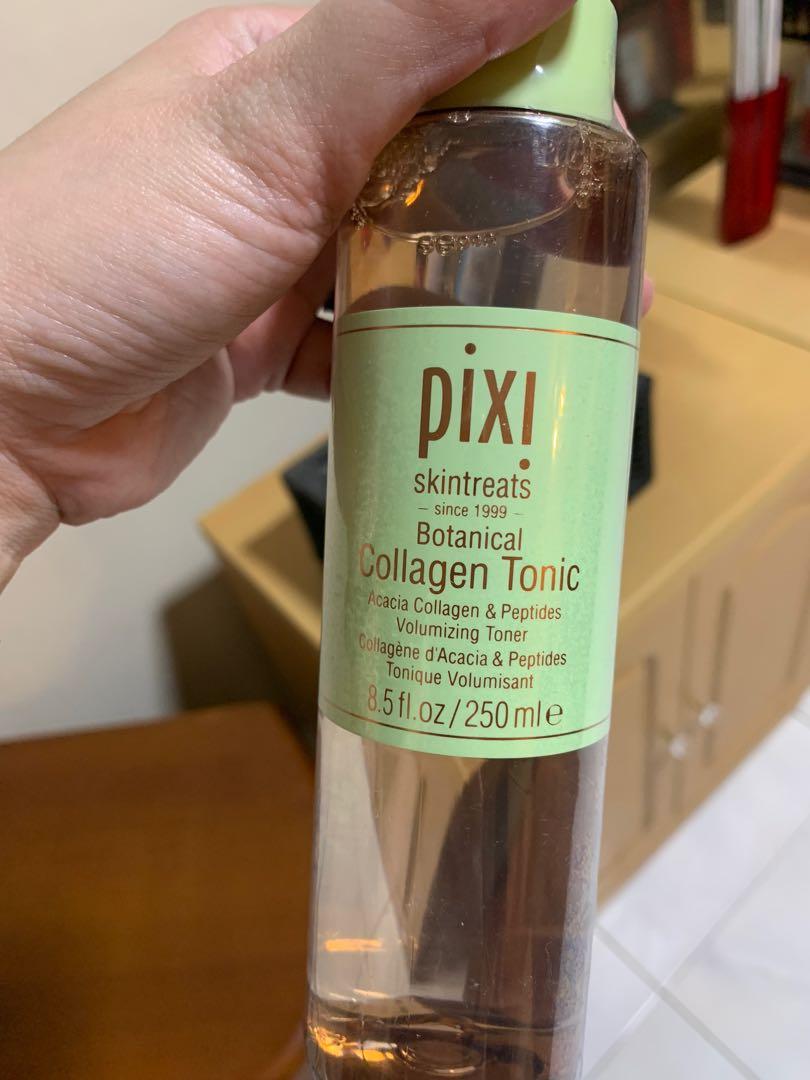 pixi
skintreats
– since 1999 –
Botanical
Collagen Tonic
Acacia Collagen & Peptides
Volumizing Toner
Collagène d'Acacia & Peptides
Tonique Volumisant
8.5 fl.oz/250 ml e